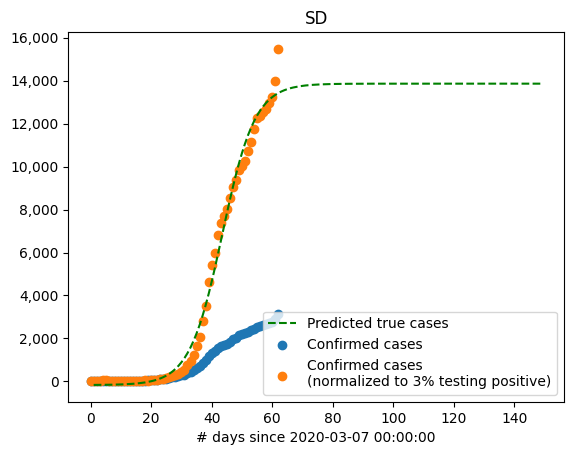 SD
16,000
14,000
12,000
10,000
8,000
6,000
4,000
2,000
0
Predicted true cases
Confirmed cases
Confirmed cases
(normalized to 3% testing positive)
0 20 40 60 80 100 120 140
# days since 2020-03-07 00:00:00